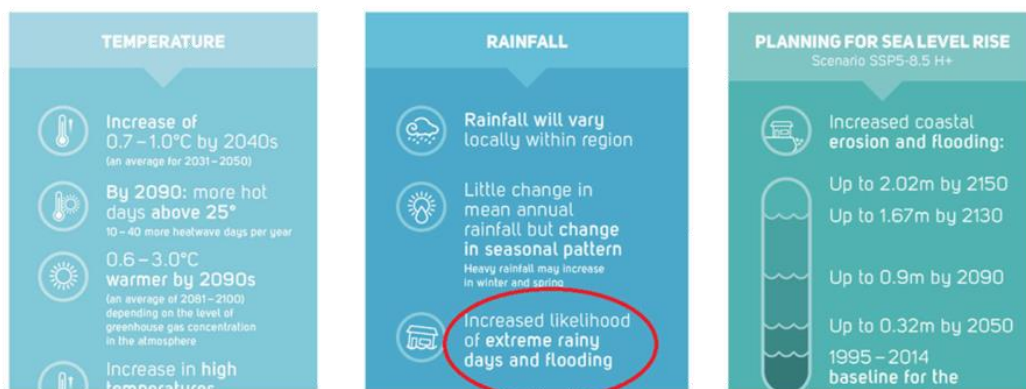 TEMPERATURE
Increase of
0.7–1.0°C by 2040s
(an average for 2031–2050)
By 2090: more hot
days above 25°
10–40 more heatwave days per year
0.6–3.0°C
warmer by 2090s
(an average of 2081–2100)
depending on the level of
greenhouse gas concentration
in the atmosphere
Increase in high
temperatures
RAINFALL
Rainfall will vary
locally within region
Little change in
mean annual
rainfall but change
in seasonal pattern
Heavy rainfall may increase
in winter and spring
Increased likelihood
of extreme rainy
days and flooding
PLANNING FOR SEA LEVEL RISE
Scenario SSP5-8.5 H+
Increased coastal
erosion and flooding:
Up to 2.02m by 2150
Up to 1.67m by 2130
Up to 0.9m by 2090
Up to 0.32m by 2050
1995–2014
baseline for the